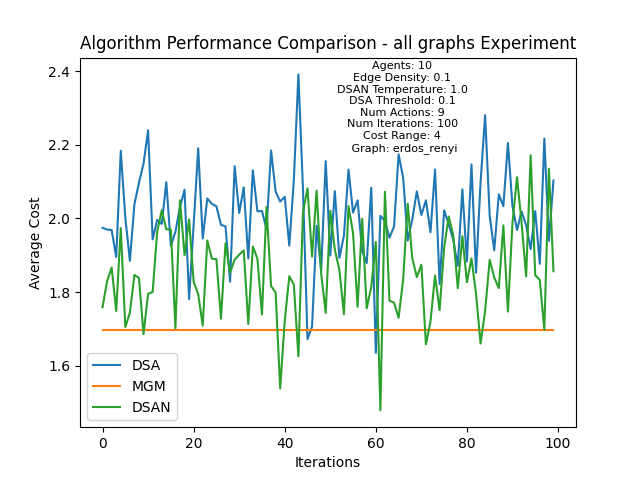 Algorithm Performance Comparison - all graphs Experiment
Agents: 10
Edge Density: 0.1
DSAN Temperature: 1.0
DSA Threshold: 0.1
Num Actions: 9
Num Iterations: 100
Cost Range: 4
Graph: erdos_renyi
Average Cost
2.4
2.2
2.0
1.8
1.6
DSA
MGM
DSAN
0 20 40 60 80 100
Iterations